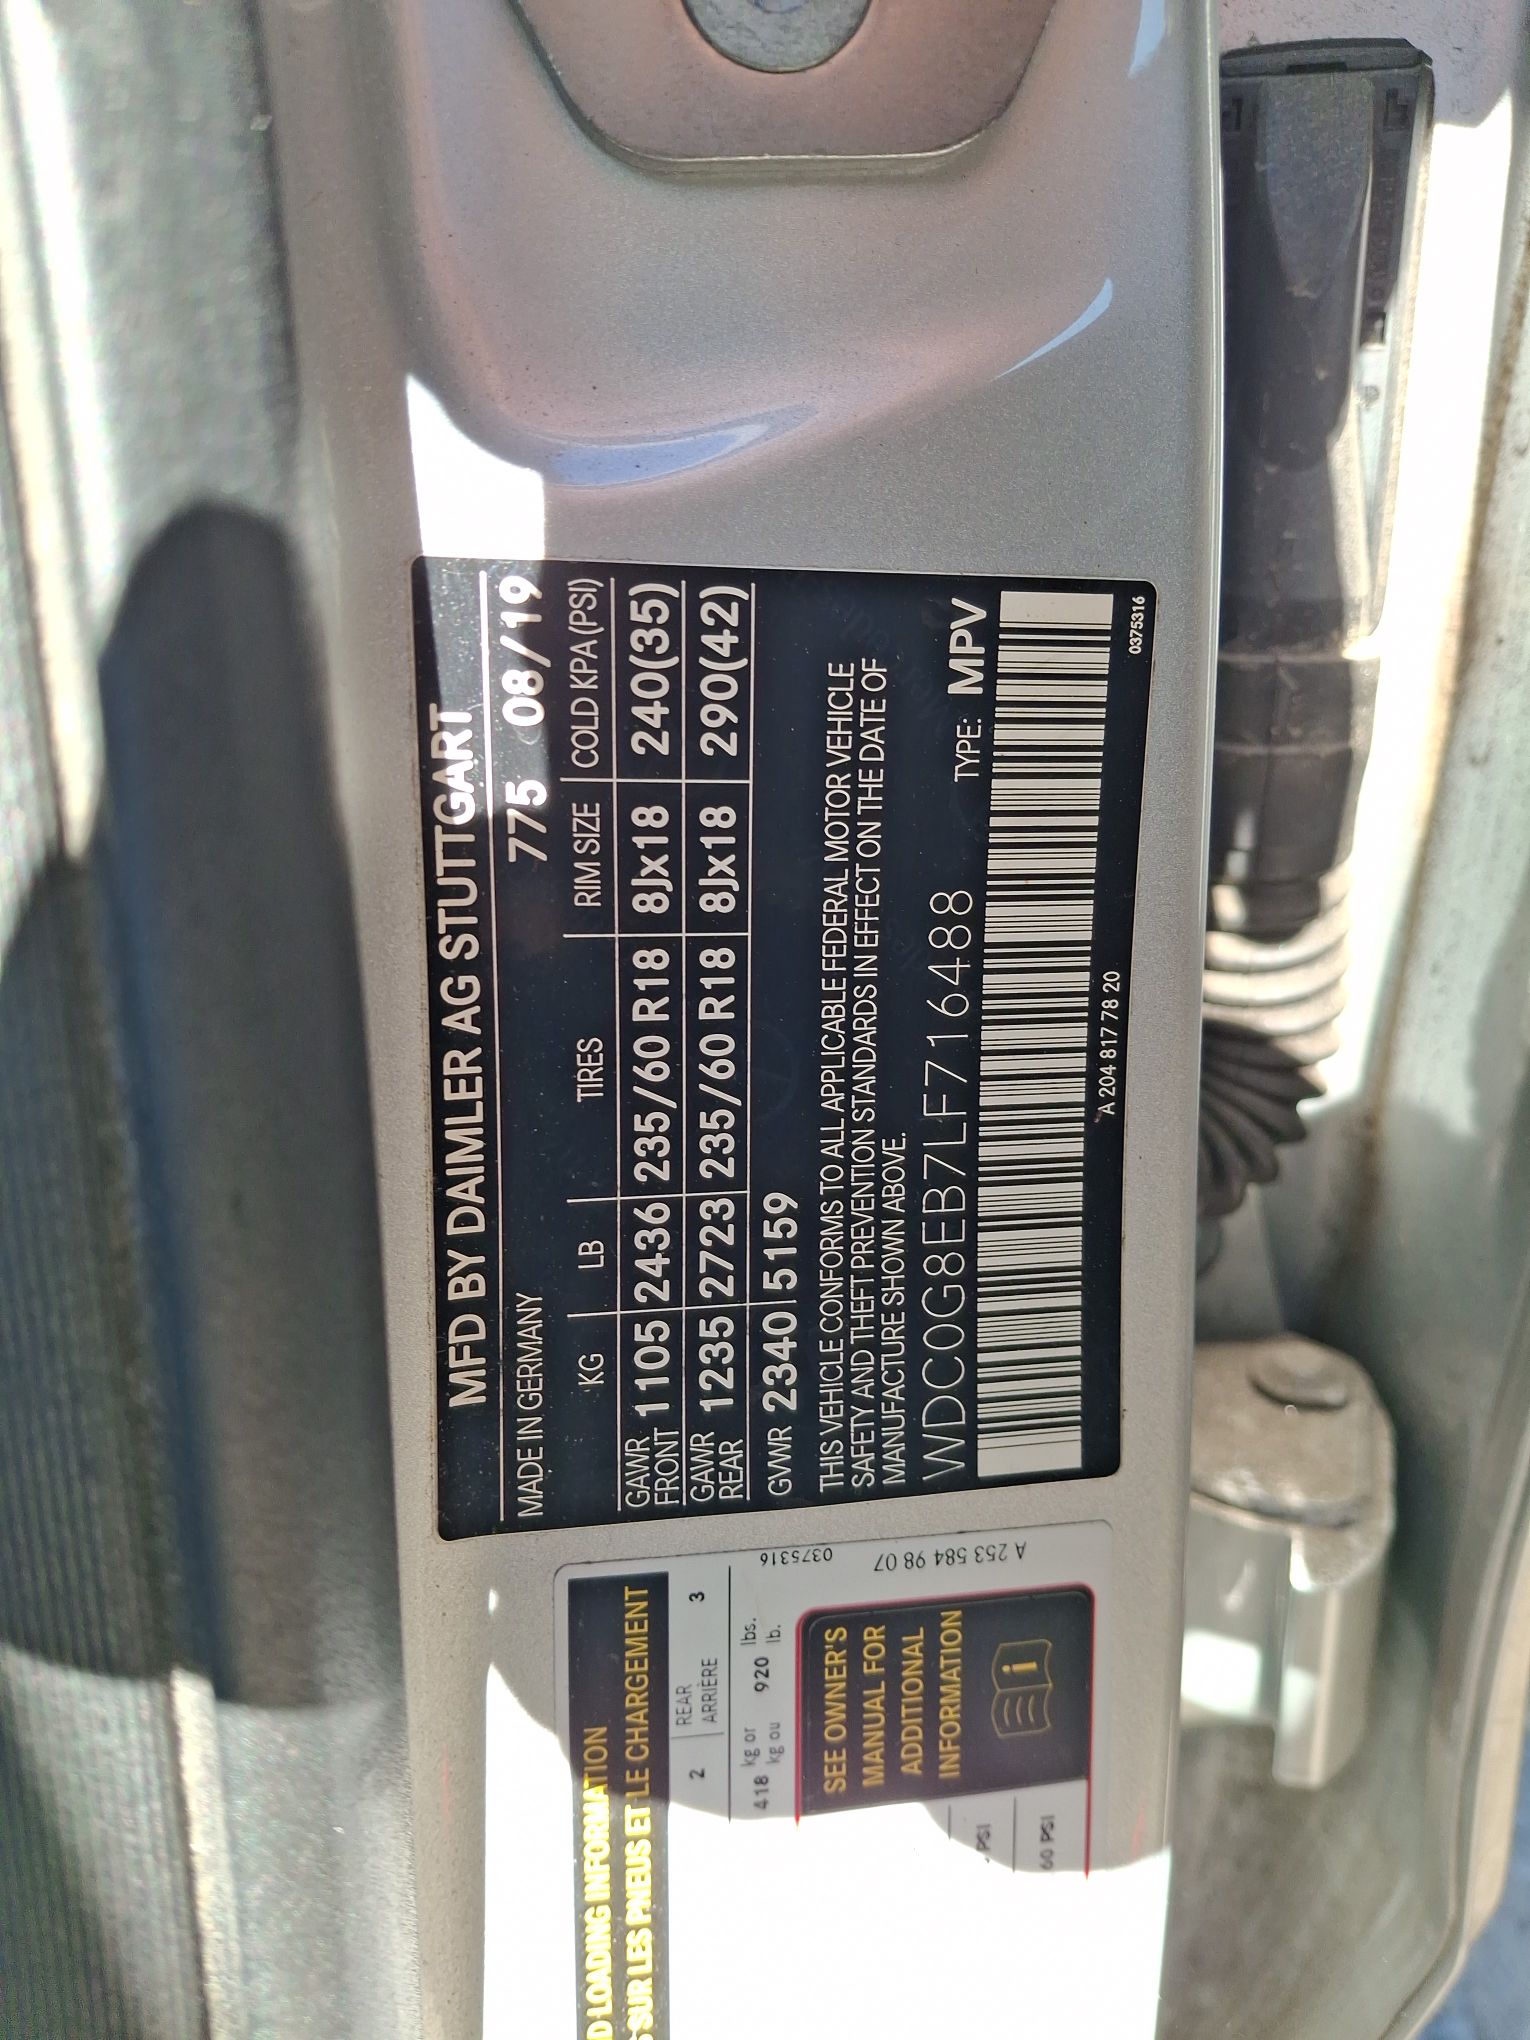 MFD BY DAIMLER AG STUTTGART
MADE IN GERMANY 775 08/19
KG LB TIRES RIM SIZE COLD KPA (PSI)
GAWR FRONT 1105 2436 235/60 R18 8Jx18 240(35)
GAWR REAR 1235 2723 235/60 R18 8Jx18 290(42)
GVWR 2340 5159
THIS VEHICLE CONFORMS TO ALL APPLICABLE FEDERAL MOTOR VEHICLE
SAFETY AND THEFT PREVENTION STANDARDS IN EFFECT ON THE DATE OF
MANUFACTURE SHOWN ABOVE.
WDC0G8EB7LF716488 TYPE: MPV
A 204 817 78 20 0375316
LOADING INFORMATION
SUR LES PNEUS ET LE CHARGEMENT
2 REAR ARRIÈRE 3
418 kg or 920 lbs.
kg ou lb.
SEE OWNER'S
MANUAL FOR
ADDITIONAL
INFORMATION
i
PSI
60 PSI
0375316
A 253 584 98 07